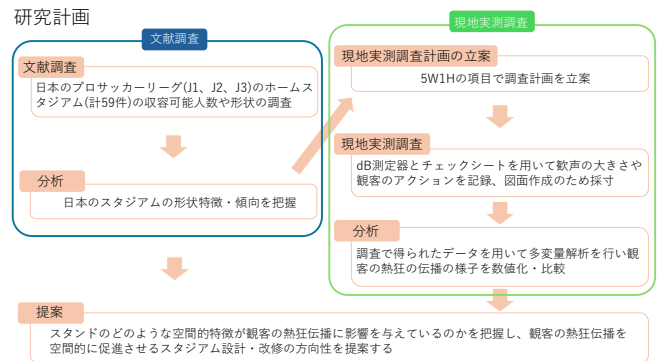 研究計画
文献調査
文献調査
日本のプロサッカーリーグ(J1、J2、J3)のホームス
タジアム(計59件)の収容可能人数や形状の調査
分析
日本のスタジアムの形状特徴・傾向を把握
現地実測調査
現地実測調査計画の立案
5W1Hの項目で調査計画を立案
現地実測調査
dB測定器とチェックシートを用いて歓声の大きさや
観客のアクションを記録、図面作成のため採寸
分析
調査で得られたデータを用いて多変量解析を行い観
客の熱狂の伝播の様子を数値化・比較
提案
スタンドのどのような空間的特徴が観客の熱狂伝播に影響を与えているのかを把握し、観客の熱狂伝播を
空間的に促進させるスタジアム設計・改修の方向性を提案する